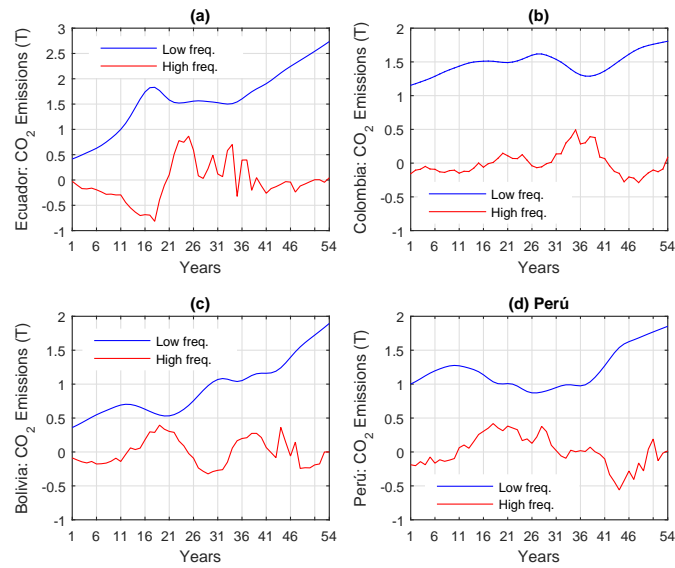 (a)
Ecuador: CO2 Emissions (T)
3
2.5
2
1.5
1
0.5
0
-0.5
-1
Low freq.
High freq.
1 6 11 16 21 26 31 36 41 46 54
Years
(b)
Colombia: CO2 Emissions (T)
2
1.5
1
0.5
0
-0.5
-1
Low freq.
High freq.
1 6 11 16 21 26 31 36 41 46 54
Years
(c)
Bolivia: CO2 Emissions (T)
2
1.5
1
0.5
0
-0.5
-1
Low freq.
High freq.
1 6 11 16 21 26 31 36 41 46 54
Years
(d) Perú
Perú: CO2 Emissions (T)
2
1.5
1
0.5
0
-0.5
-1
Low freq.
High freq.
1 6 11 16 21 26 31 36 41 46 54
Years